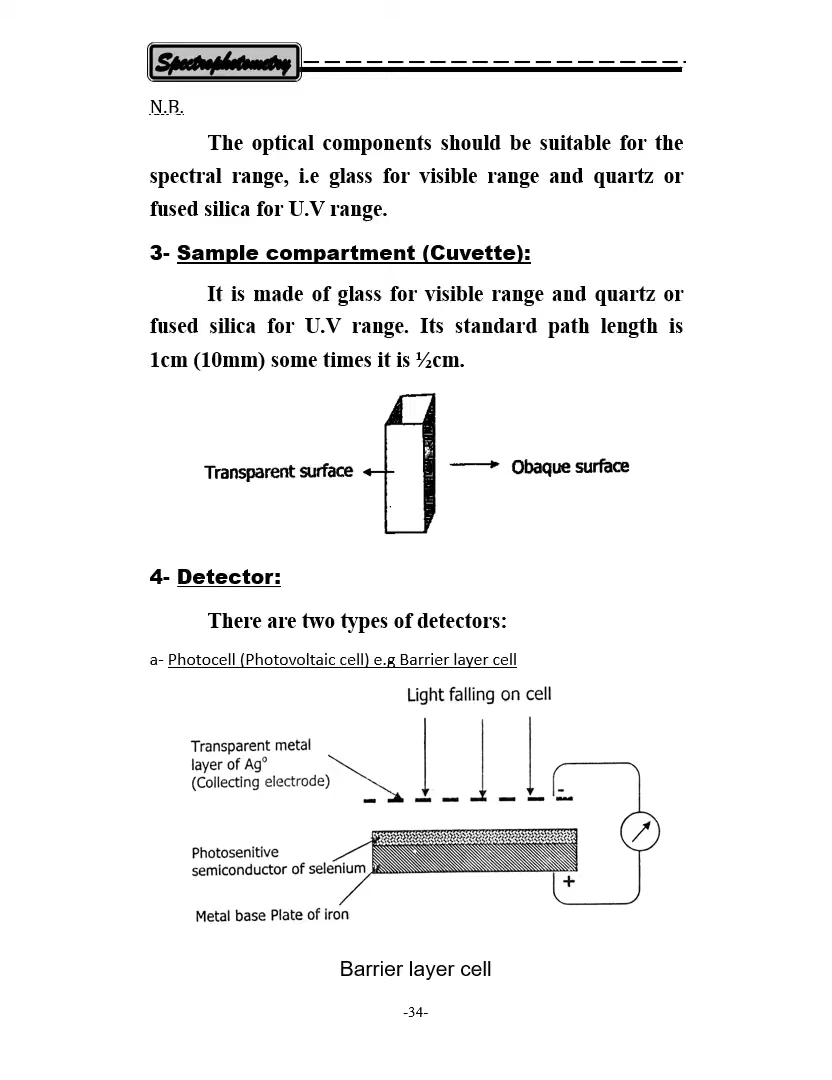 Spectrophotometry
N.B.
The optical components should be suitable for the
spectral range, i.e glass for visible range and quartz or
fused silica for U.V range.
3- Sample compartment (Cuvette):
It is made of glass for visible range and quartz or
fused silica for U.V range. Its standard path length is
1cm (10mm) some times it is ½cm.
Transparent surface
Obaque surface
4- Detector:
There are two types of detectors:
a- Photocell (Photovoltaic cell) e.g Barrier layer cell
Light falling on cell
Transparent metal
layer of Ag°
(Collecting electrode)
-
Photosenitive
semiconductor of selenium
+
Metal base Plate of iron
Barrier layer cell
-34-